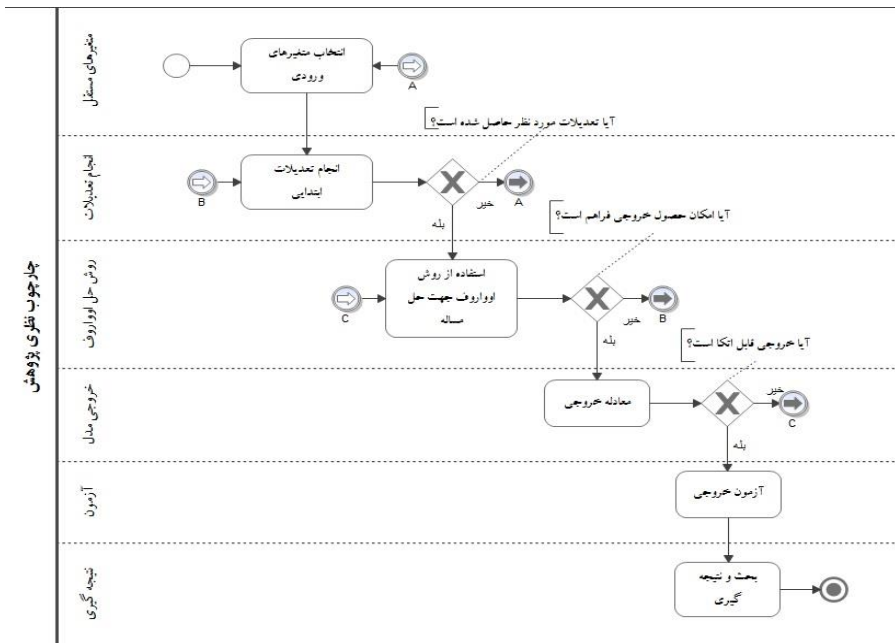 چارچوب نظری پژوهش
متغیرهای مستقل
انتخاب متغیرهای
ورودی
A
آیا تعدیلات مورد نظر حاصل شده است؟
انجام تعدیلات
B
انجام تعدیلات
ابتدایی
خیر
A
بله
آیا امکان حصول خروجی فراهم است؟
روش حل اوواروف
C
استفاده از روش
اوواروف جهت حل
مساله
خیر
B
بله
آیا خروجی قابل اتکا است؟
خروجی مدل
معادله خروجی
خیر
C
بله
آزمون
آزمون خروجی
نتیجه گیری
بحث و نتیجه
گیری